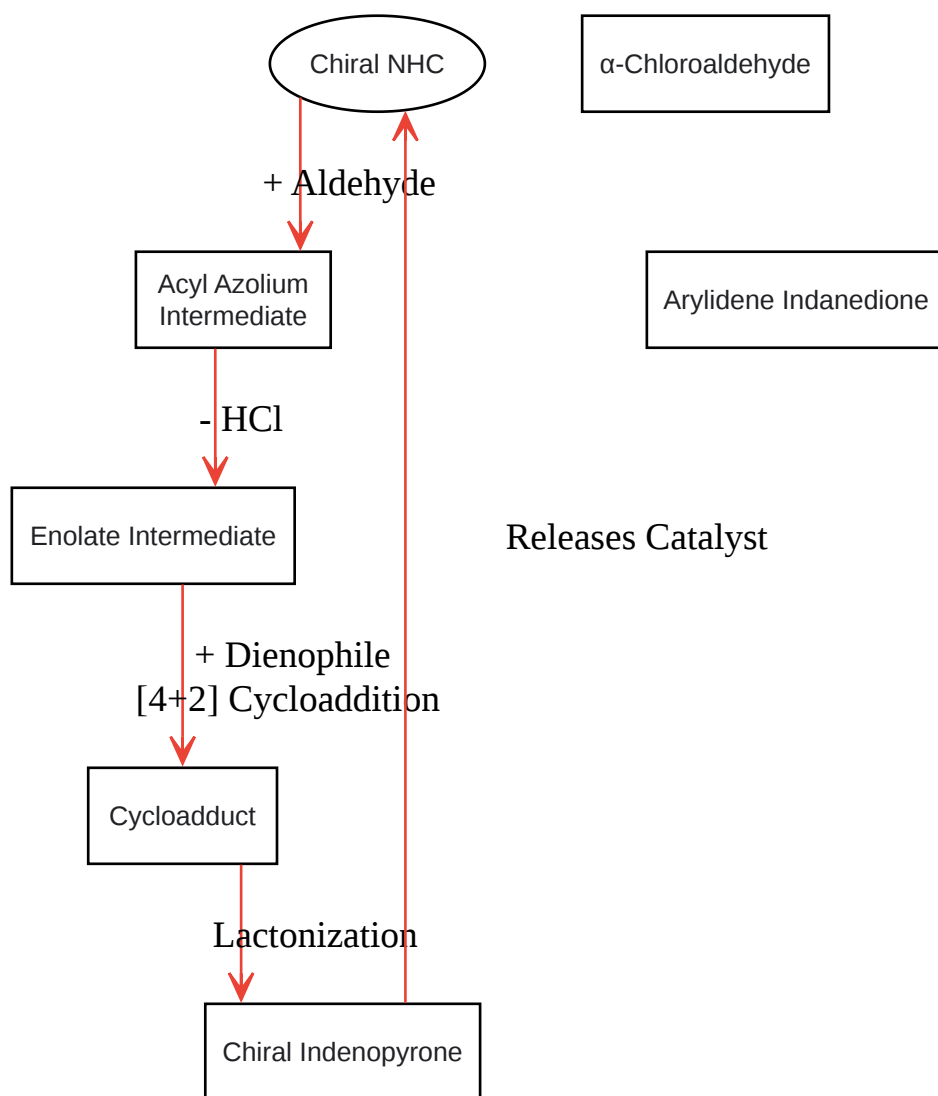 Chiral NHC
α-Chloroaldehyde
+ Aldehyde
Acyl Azolium
Intermediate
Arylidene Indanedione
- HCl
Enolate Intermediate
Releases Catalyst
+ Dienophile
[4+2] Cycloaddition
Cycloadduct
Lactonization
Chiral Indenopyrone